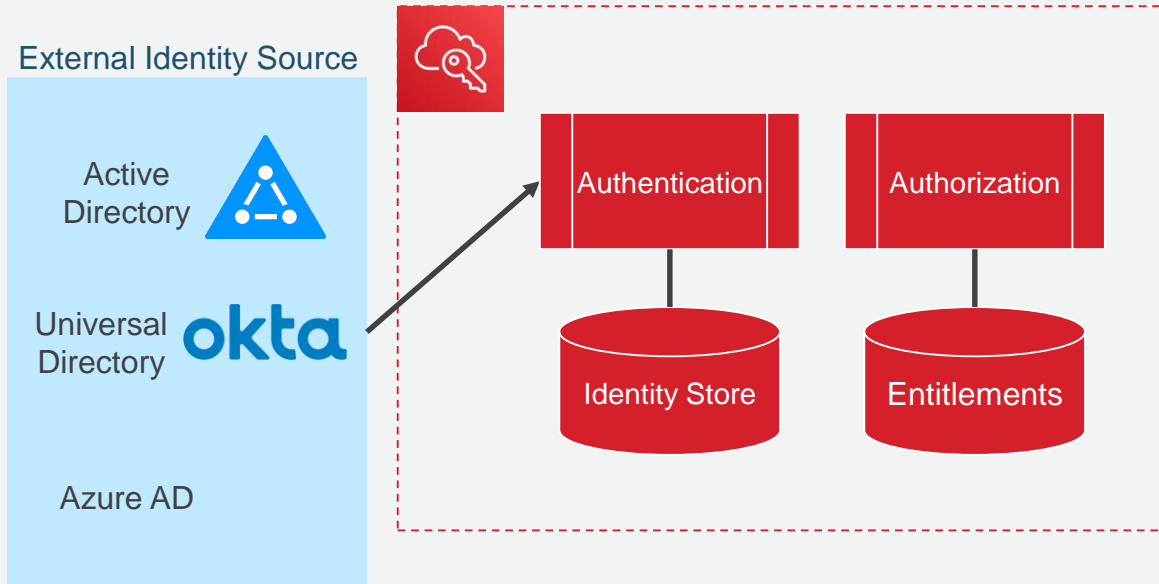 External Identity Source
Active
Directory
Universal
Directory
okta
Azure AD
Authentication
Authorization
Identity Store
Entitlements